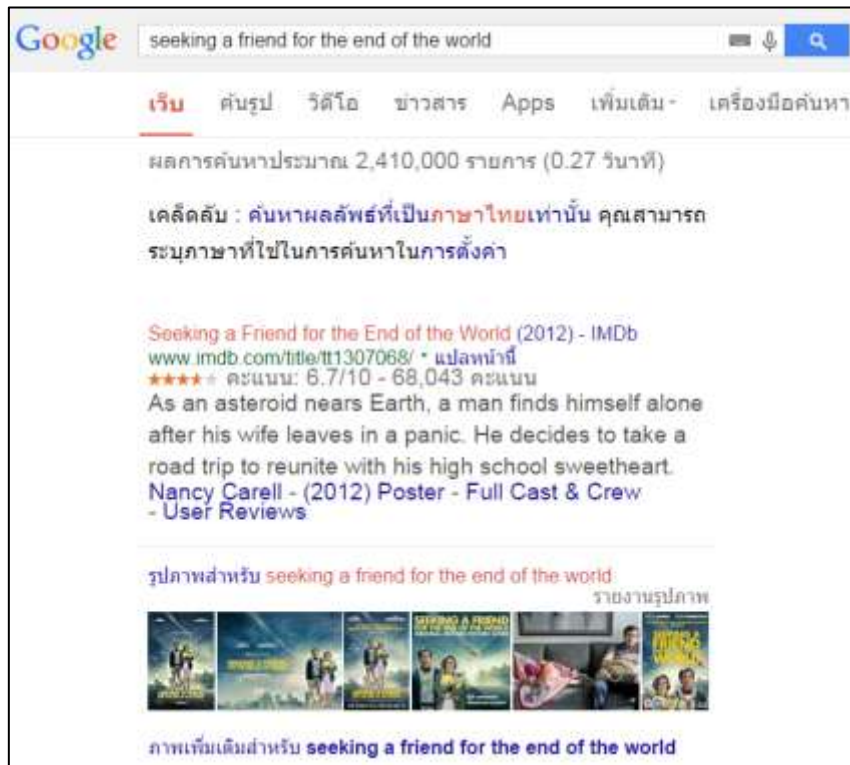 Google seeking a friend for the end of the world
เว็บ ค้นรูป วิดีโอ ข่าวสาร Apps เพิ่มเติม เครื่องมือค้นหา
ผลการค้นหาประมาณ 2,410,000 รายการ (0.27 วินาที)
เคล็ดลับ : ค้นหาผลลัพธ์ที่เป็นภาษาไทยเท่านั้น คุณสามารถ
ระบุภาษาที่ใช้ในการค้นหาในการตั้งค่า
Seeking a Friend for the End of the World (2012) - IMDb
www.imdb.com/title/tt1307068/ ▼ แปลหน้านี้
★★★★ คะแนน: 6.7/10 - 68,043 คะแนน
As an asteroid nears Earth, a man finds himself alone
after his wife leaves in a panic. He decides to take a
road trip to reunite with his high school sweetheart.
Nancy Carell - (2012) Poster - Full Cast & Crew
- User Reviews
รูปภาพสำหรับ seeking a friend for the end of the world
รายงานรูปภาพ
SEEKING A FRIEND
FOR THE END OF THE WORLD
ภาพเพิ่มเติมสำหรับ seeking a friend for the end of the world